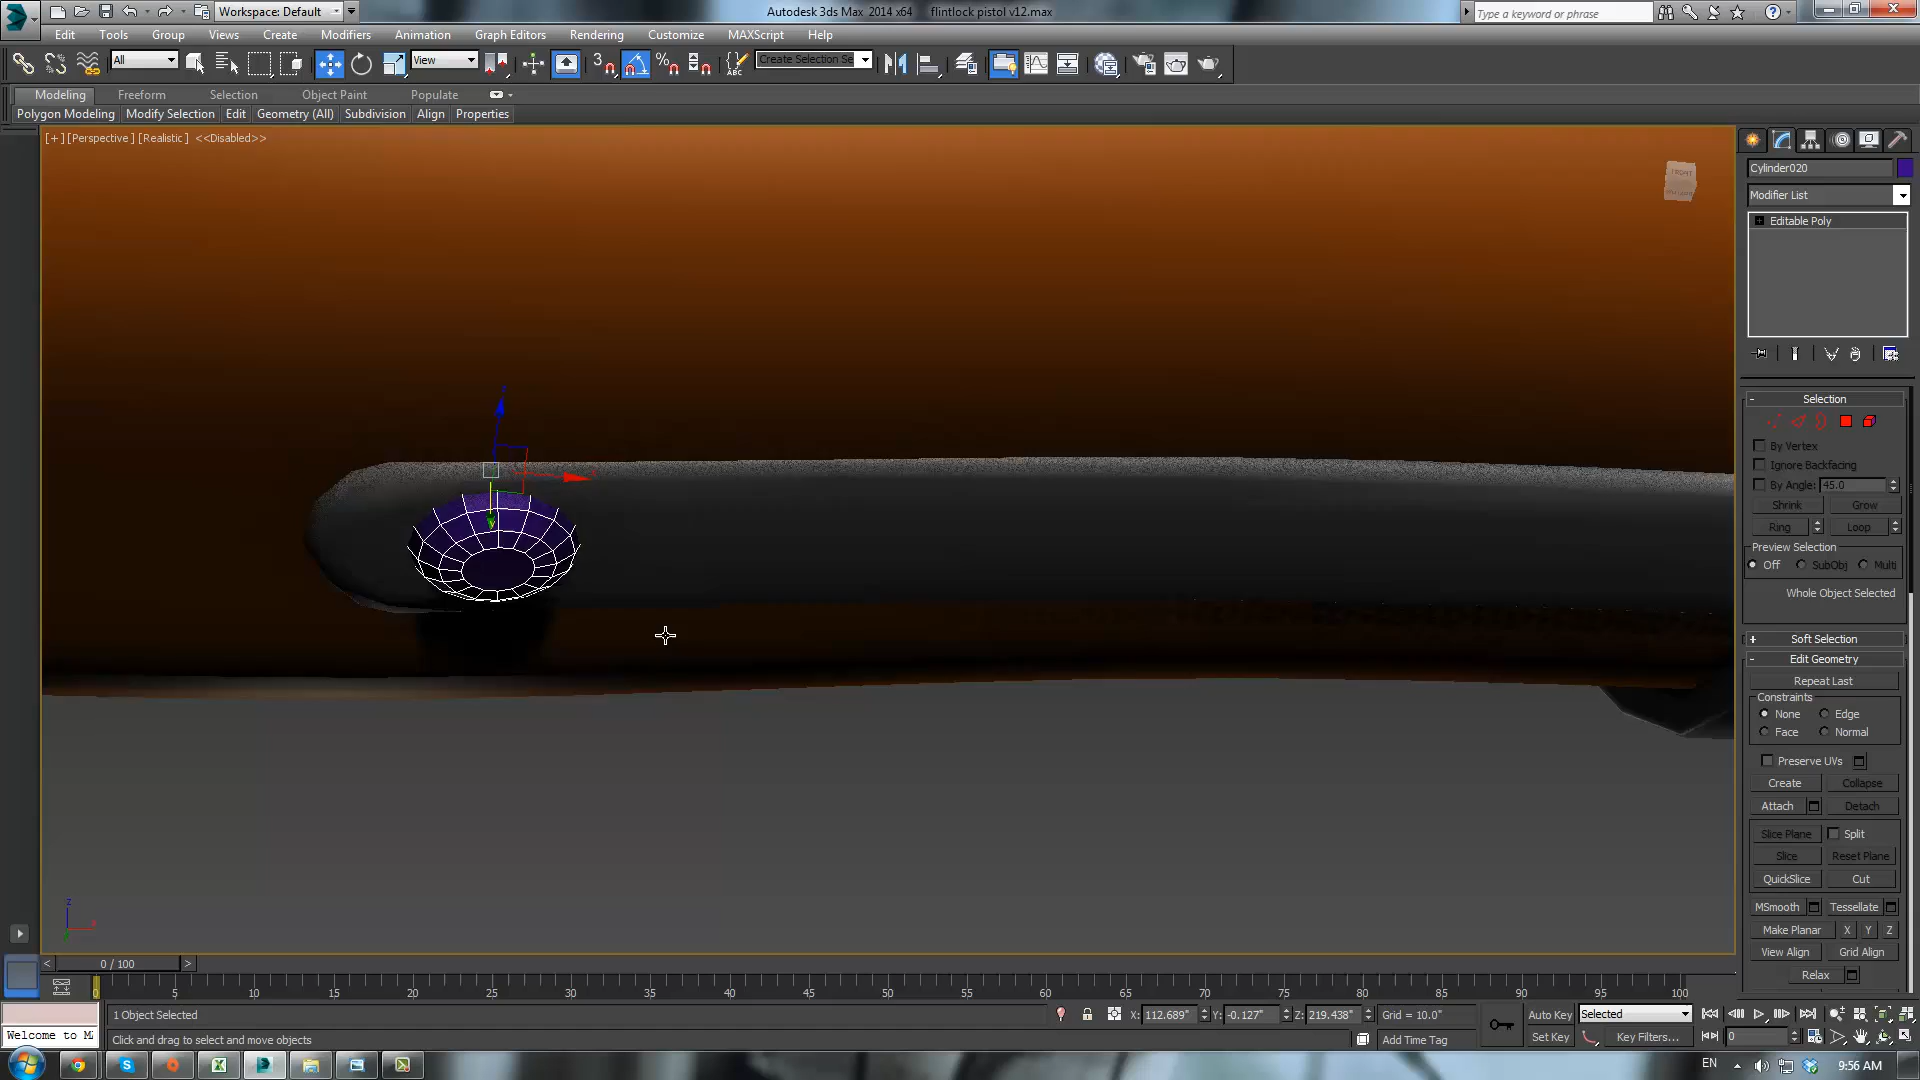 Workspace: Default
Autodesk 3ds Max 2014 x64 flintlock pistol v12.max
Type a keyword or phrase
Edit Tools Group Views Create Modifiers Animation Graph Editors Rendering Customize MAXScript Help
All View Create Selection Se
Modeling Freeform Selection Object Paint Populate
Polygon Modeling Modify Selection Edit Geometry (All) Subdivision Align Properties
[+][Perspective][Realistic] <<Disabled>>
FRONT
Cylinder020
Modifier List
Editable Poly
- Selection
By Vertex
Ignore Backfacing
By Angle: 45.0
Shrink Grow
Ring Loop
Preview Selection
Off SubObj Multi
Whole Object Selected
+ Soft Selection
- Edit Geometry
Repeat Last
Constraints
None Edge
Face Normal
Preserve UVs
Create Collapse
Attach Detach
Slice Plane Split
Slice Reset Plane
QuickSlice Cut
MSmooth Tessellate
Make Planar X Y Z
View Align Grid Align
Relax
z
x
< 0 / 100 >
0 5 10 15 20 25 30 35 40 45 50 55 60 65 70 75 80 85 90 95 100
1 Object Selected X: 112.689" Y: -0.127" Z: 219.438" Grid = 10.0" Auto Key Selected
Welcome to Mi Click and drag to select and move objects Add Time Tag Set Key Key Filters... 0
EN 9:56 AM